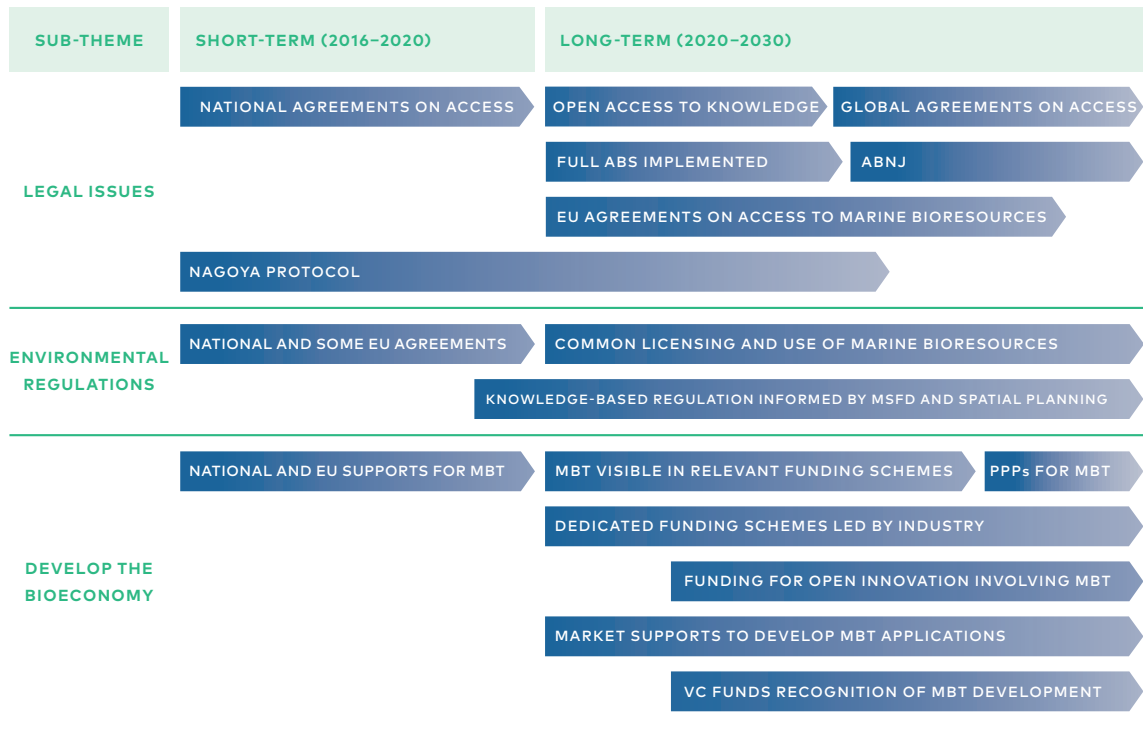 SUB-THEME
SHORT-TERM (2016–2020)
LONG-TERM (2020–2030)
NATIONAL AGREEMENTS ON ACCESS
OPEN ACCESS TO KNOWLEDGE
GLOBAL AGREEMENTS ON ACCESS
FULL ABS IMPLEMENTED
ABNJ
LEGAL ISSUES
EU AGREEMENTS ON ACCESS TO MARINE BIORESOURCES
NAGOYA PROTOCOL
ENVIRONMENTAL
REGULATIONS
NATIONAL AND SOME EU AGREEMENTS
COMMON LICENSING AND USE OF MARINE BIORESOURCES
KNOWLEDGE-BASED REGULATION INFORMED BY MSFD AND SPATIAL PLANNING
NATIONAL AND EU SUPPORTS FOR MBT
MBT VISIBLE IN RELEVANT FUNDING SCHEMES
PPPs FOR MBT
DEDICATED FUNDING SCHEMES LED BY INDUSTRY
DEVELOP THE
BIOECONOMY
FUNDING FOR OPEN INNOVATION INVOLVING MBT
MARKET SUPPORTS TO DEVELOP MBT APPLICATIONS
VC FUNDS RECOGNITION OF MBT DEVELOPMENT